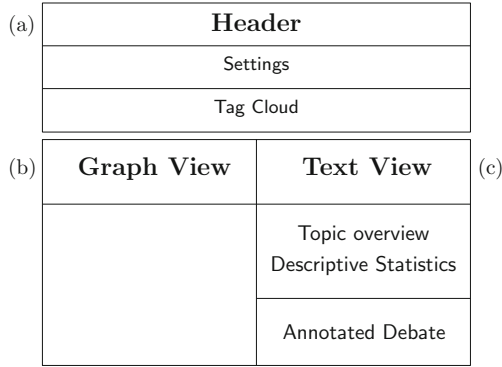 (a)
Header
Settings
Tag Cloud
(b)
Graph View
Text View
(c)
Topic overview
Descriptive Statistics
Annotated Debate